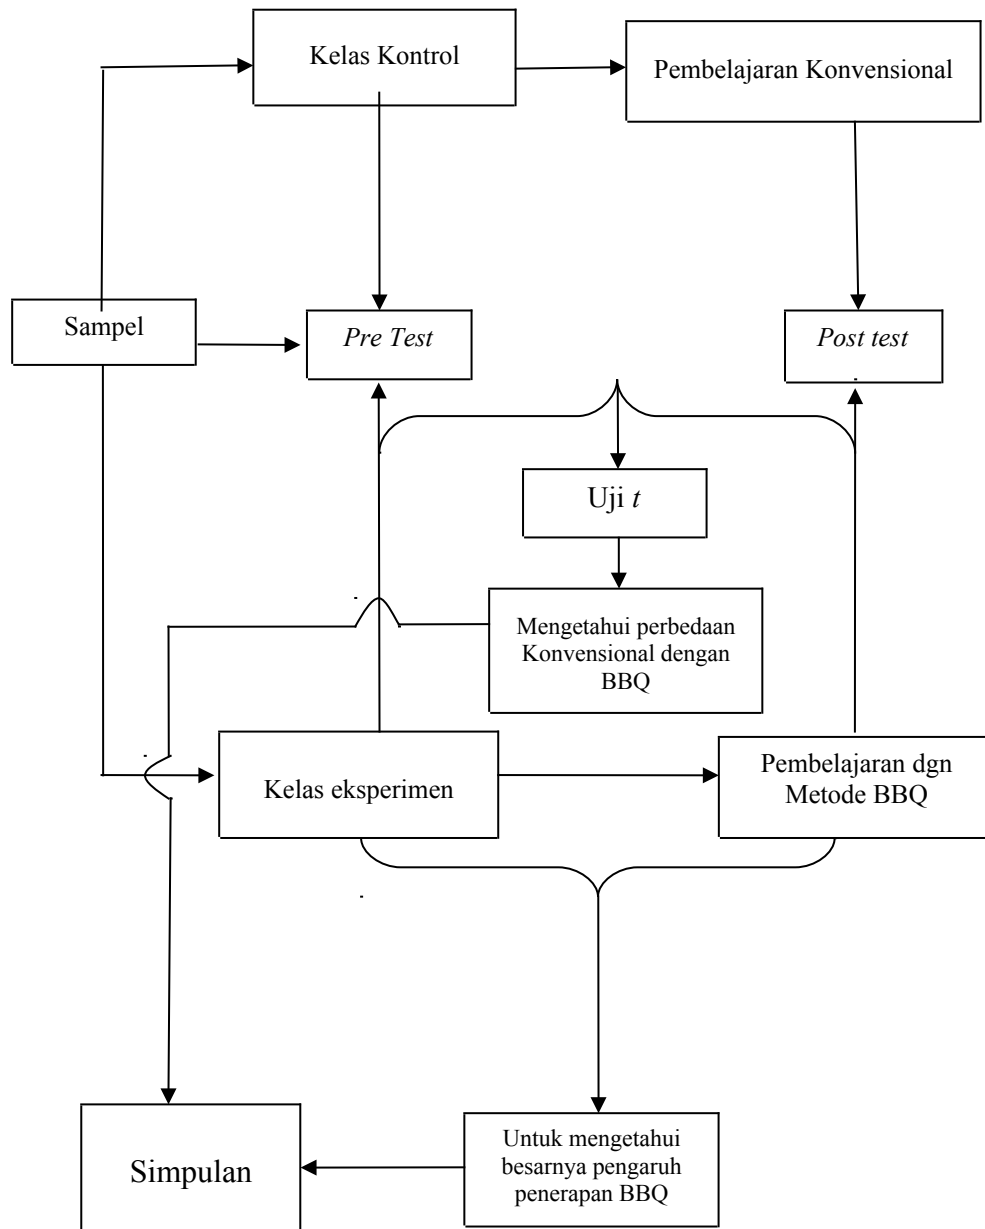 Kelas Kontrol
Pembelajaran Konvensional
Sampel
Pre Test
Post test
Uji t
Mengetahui perbedaan
Konvensional dengan
BBQ
Kelas eksperimen
Pembelajaran dgn
Metode BBQ
Simpulan
Untuk mengetahui
besarnya pengaruh
penerapan BBQ